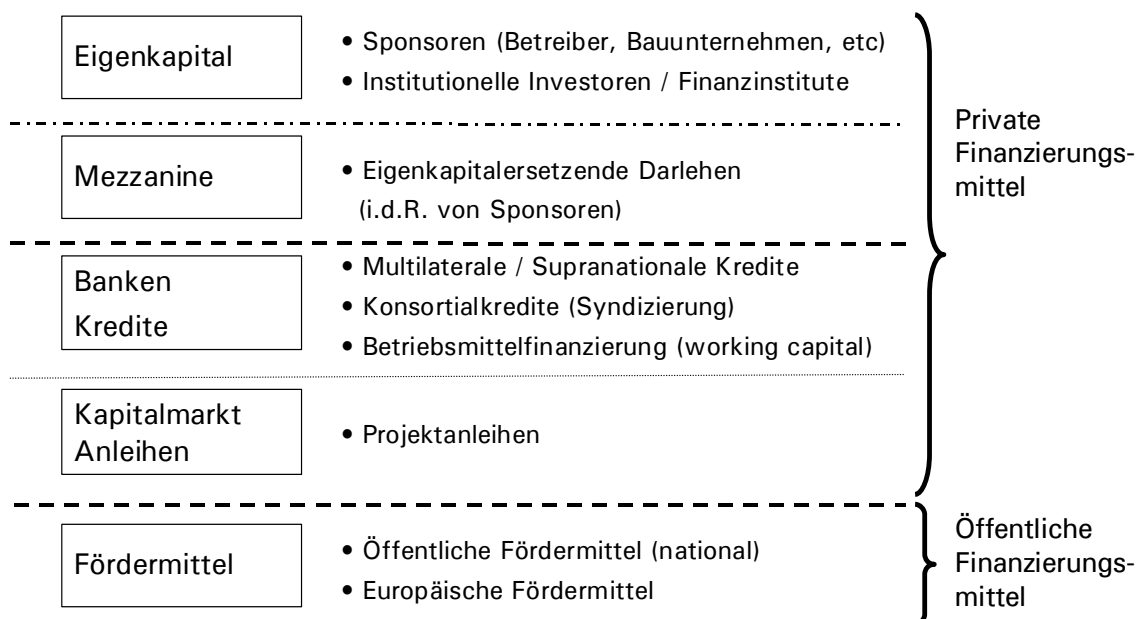 Eigenkapital
• Sponsoren (Betreiber, Bauunternehmen, etc)
• Institutionelle Investoren / Finanzinstitute
Mezzanine
• Eigenkapitalersetzende Darlehen
(i.d.R. von Sponsoren)
Banken
Kredite
• Multilaterale / Supranationale Kredite
• Konsortialkredite (Syndizierung)
• Betriebsmittelfinanzierung (working capital)
Kapitalmarkt
Anleihen
• Projektanleihen
Private
Finanzierungs-
mittel
Fördermittel
• Öffentliche Fördermittel (national)
• Europäische Fördermittel
Öffentliche
Finanzierungs-
mittel